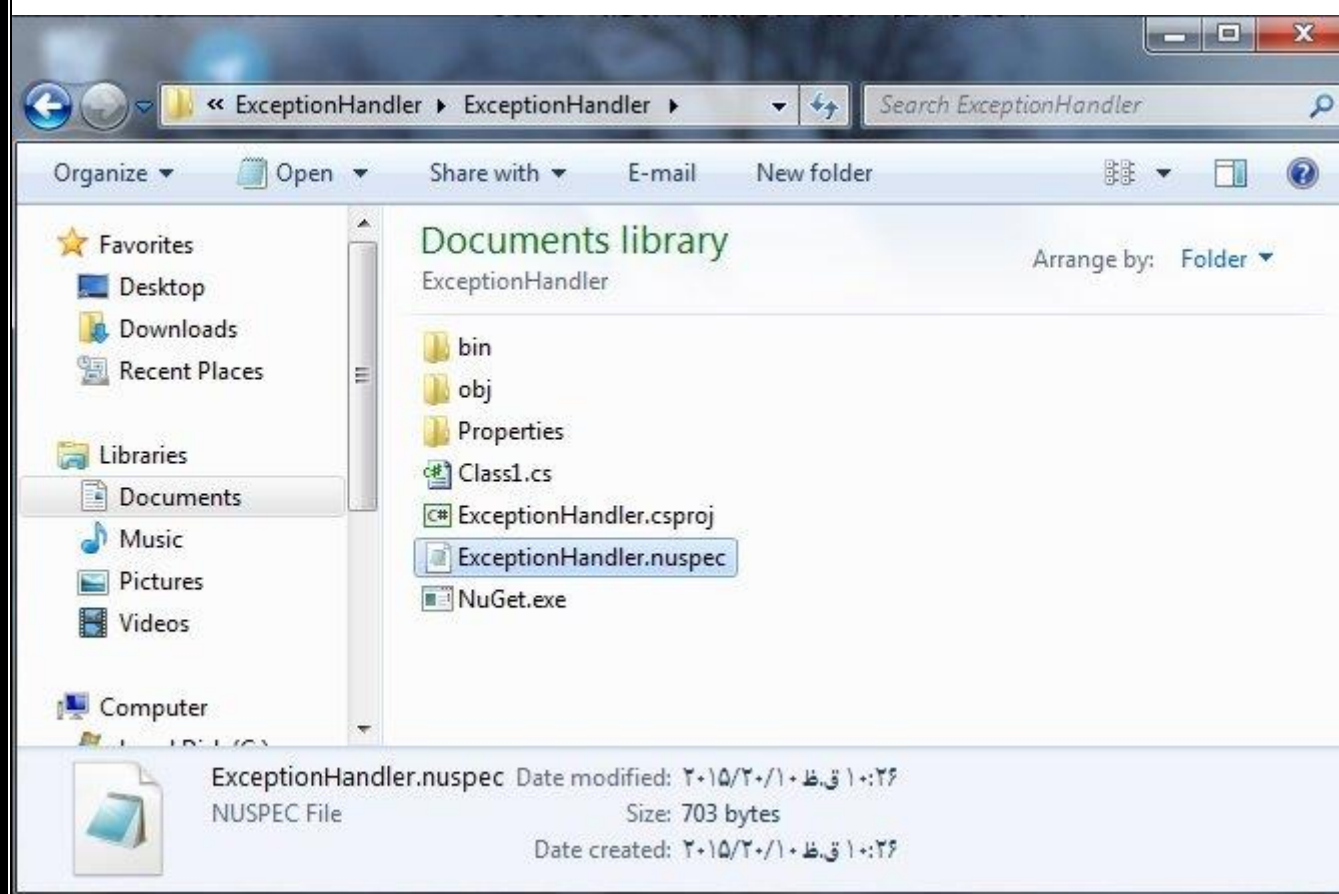 « ExceptionHandler ▸ ExceptionHandler ▸ Search ExceptionHandler
Organize Open Share with E-mail New folder
Favorites
Desktop
Downloads
Recent Places
Libraries
Documents
Music
Pictures
Videos
Computer
Documents library
ExceptionHandler
Arrange by: Folder
bin
obj
Properties
Class1.cs
ExceptionHandler.csproj
ExceptionHandler.nuspec
NuGet.exe
ExceptionHandler.nuspec Date modified: ۲۰۱۵/۲۰/۱۰ ق.ظ ۱۰:۲۶
NUSPEC File Size: 703 bytes
Date created: ۲۰۱۵/۲۰/۱۰ ق.ظ ۱۰:۲۶